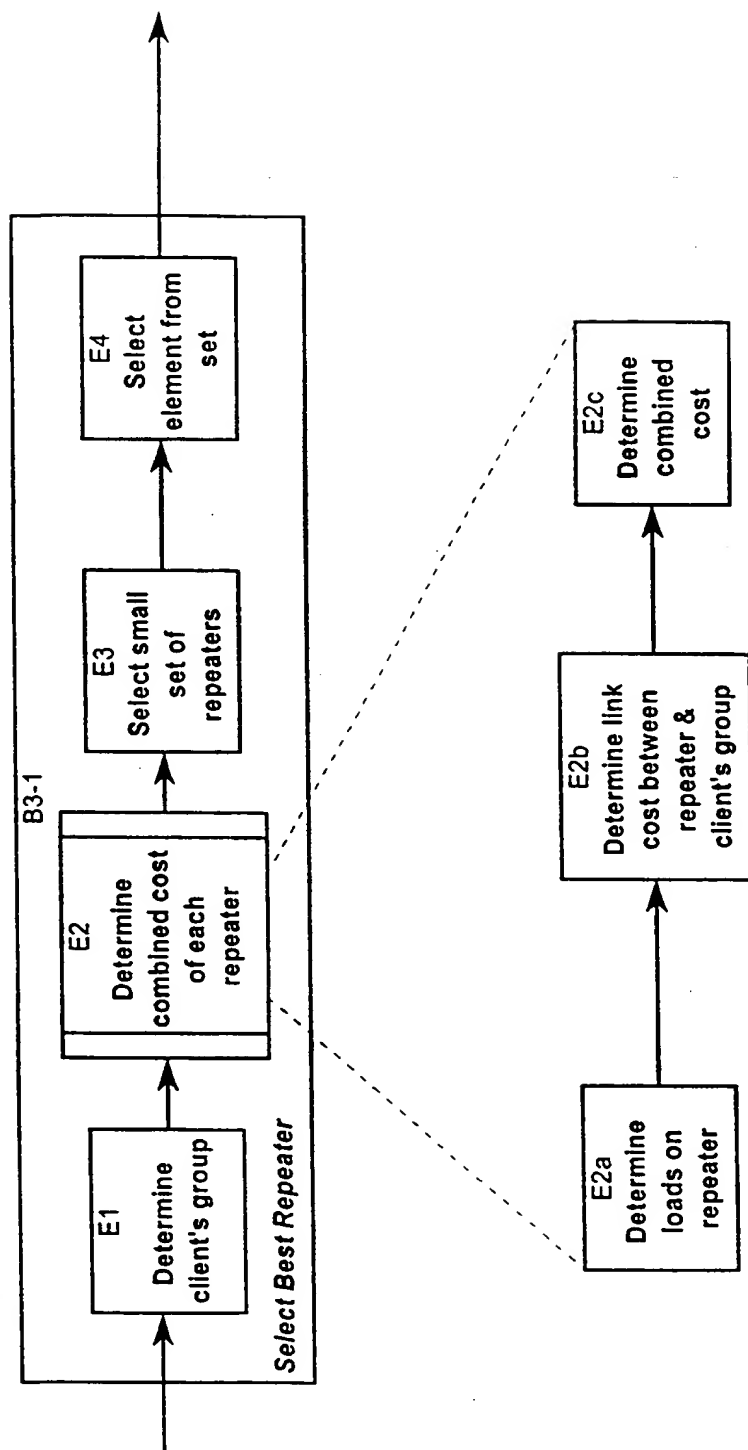 B3-1
E1
Determine
client's group
E2
Determine
combined cost
of each
repeater
E3
Select small
set of
repeaters
E4
Select
element from
set
Select Best Repeater
E2a
Determine
loads on
repeater
E2b
Determine link
cost between
repeater &
client's group
E2c
Determine
combined
cost